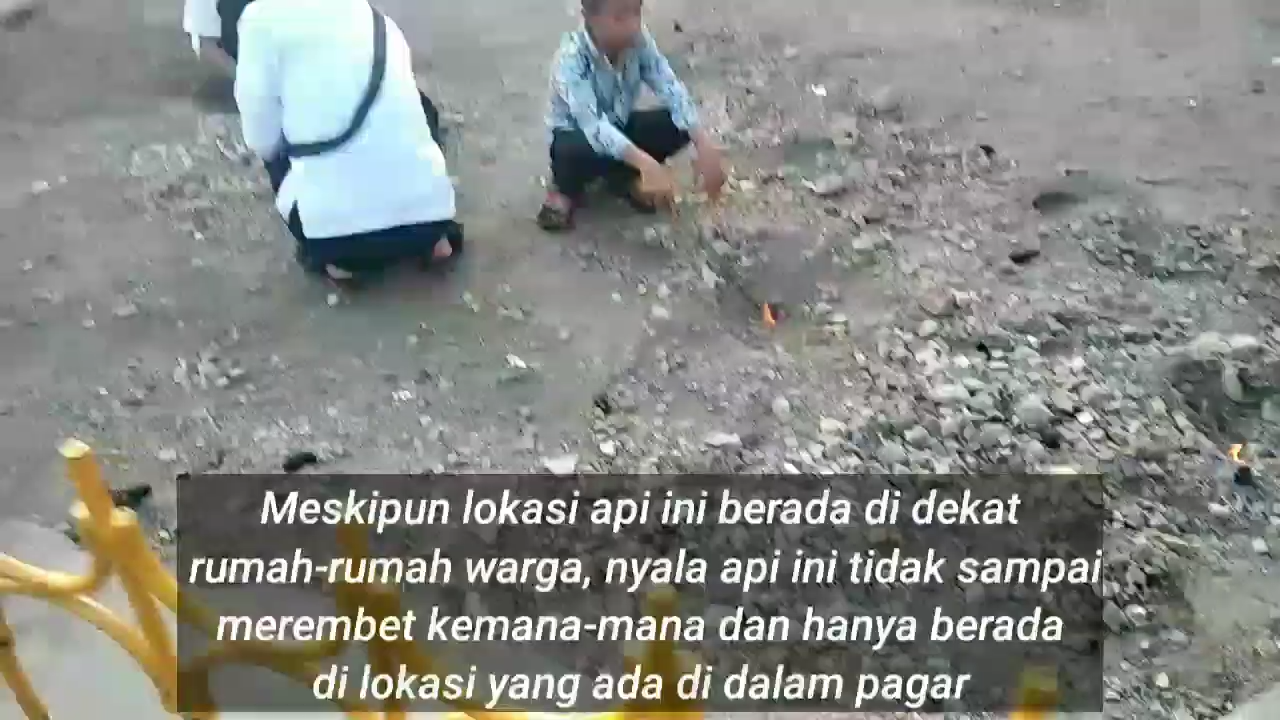 Meskipun lokasi api ini berada di dekat
rumah-rumah warga, nyala api ini tidak sampai
merembet kemana-mana dan hanya berada
di lokasi yang ada di dalam pagar